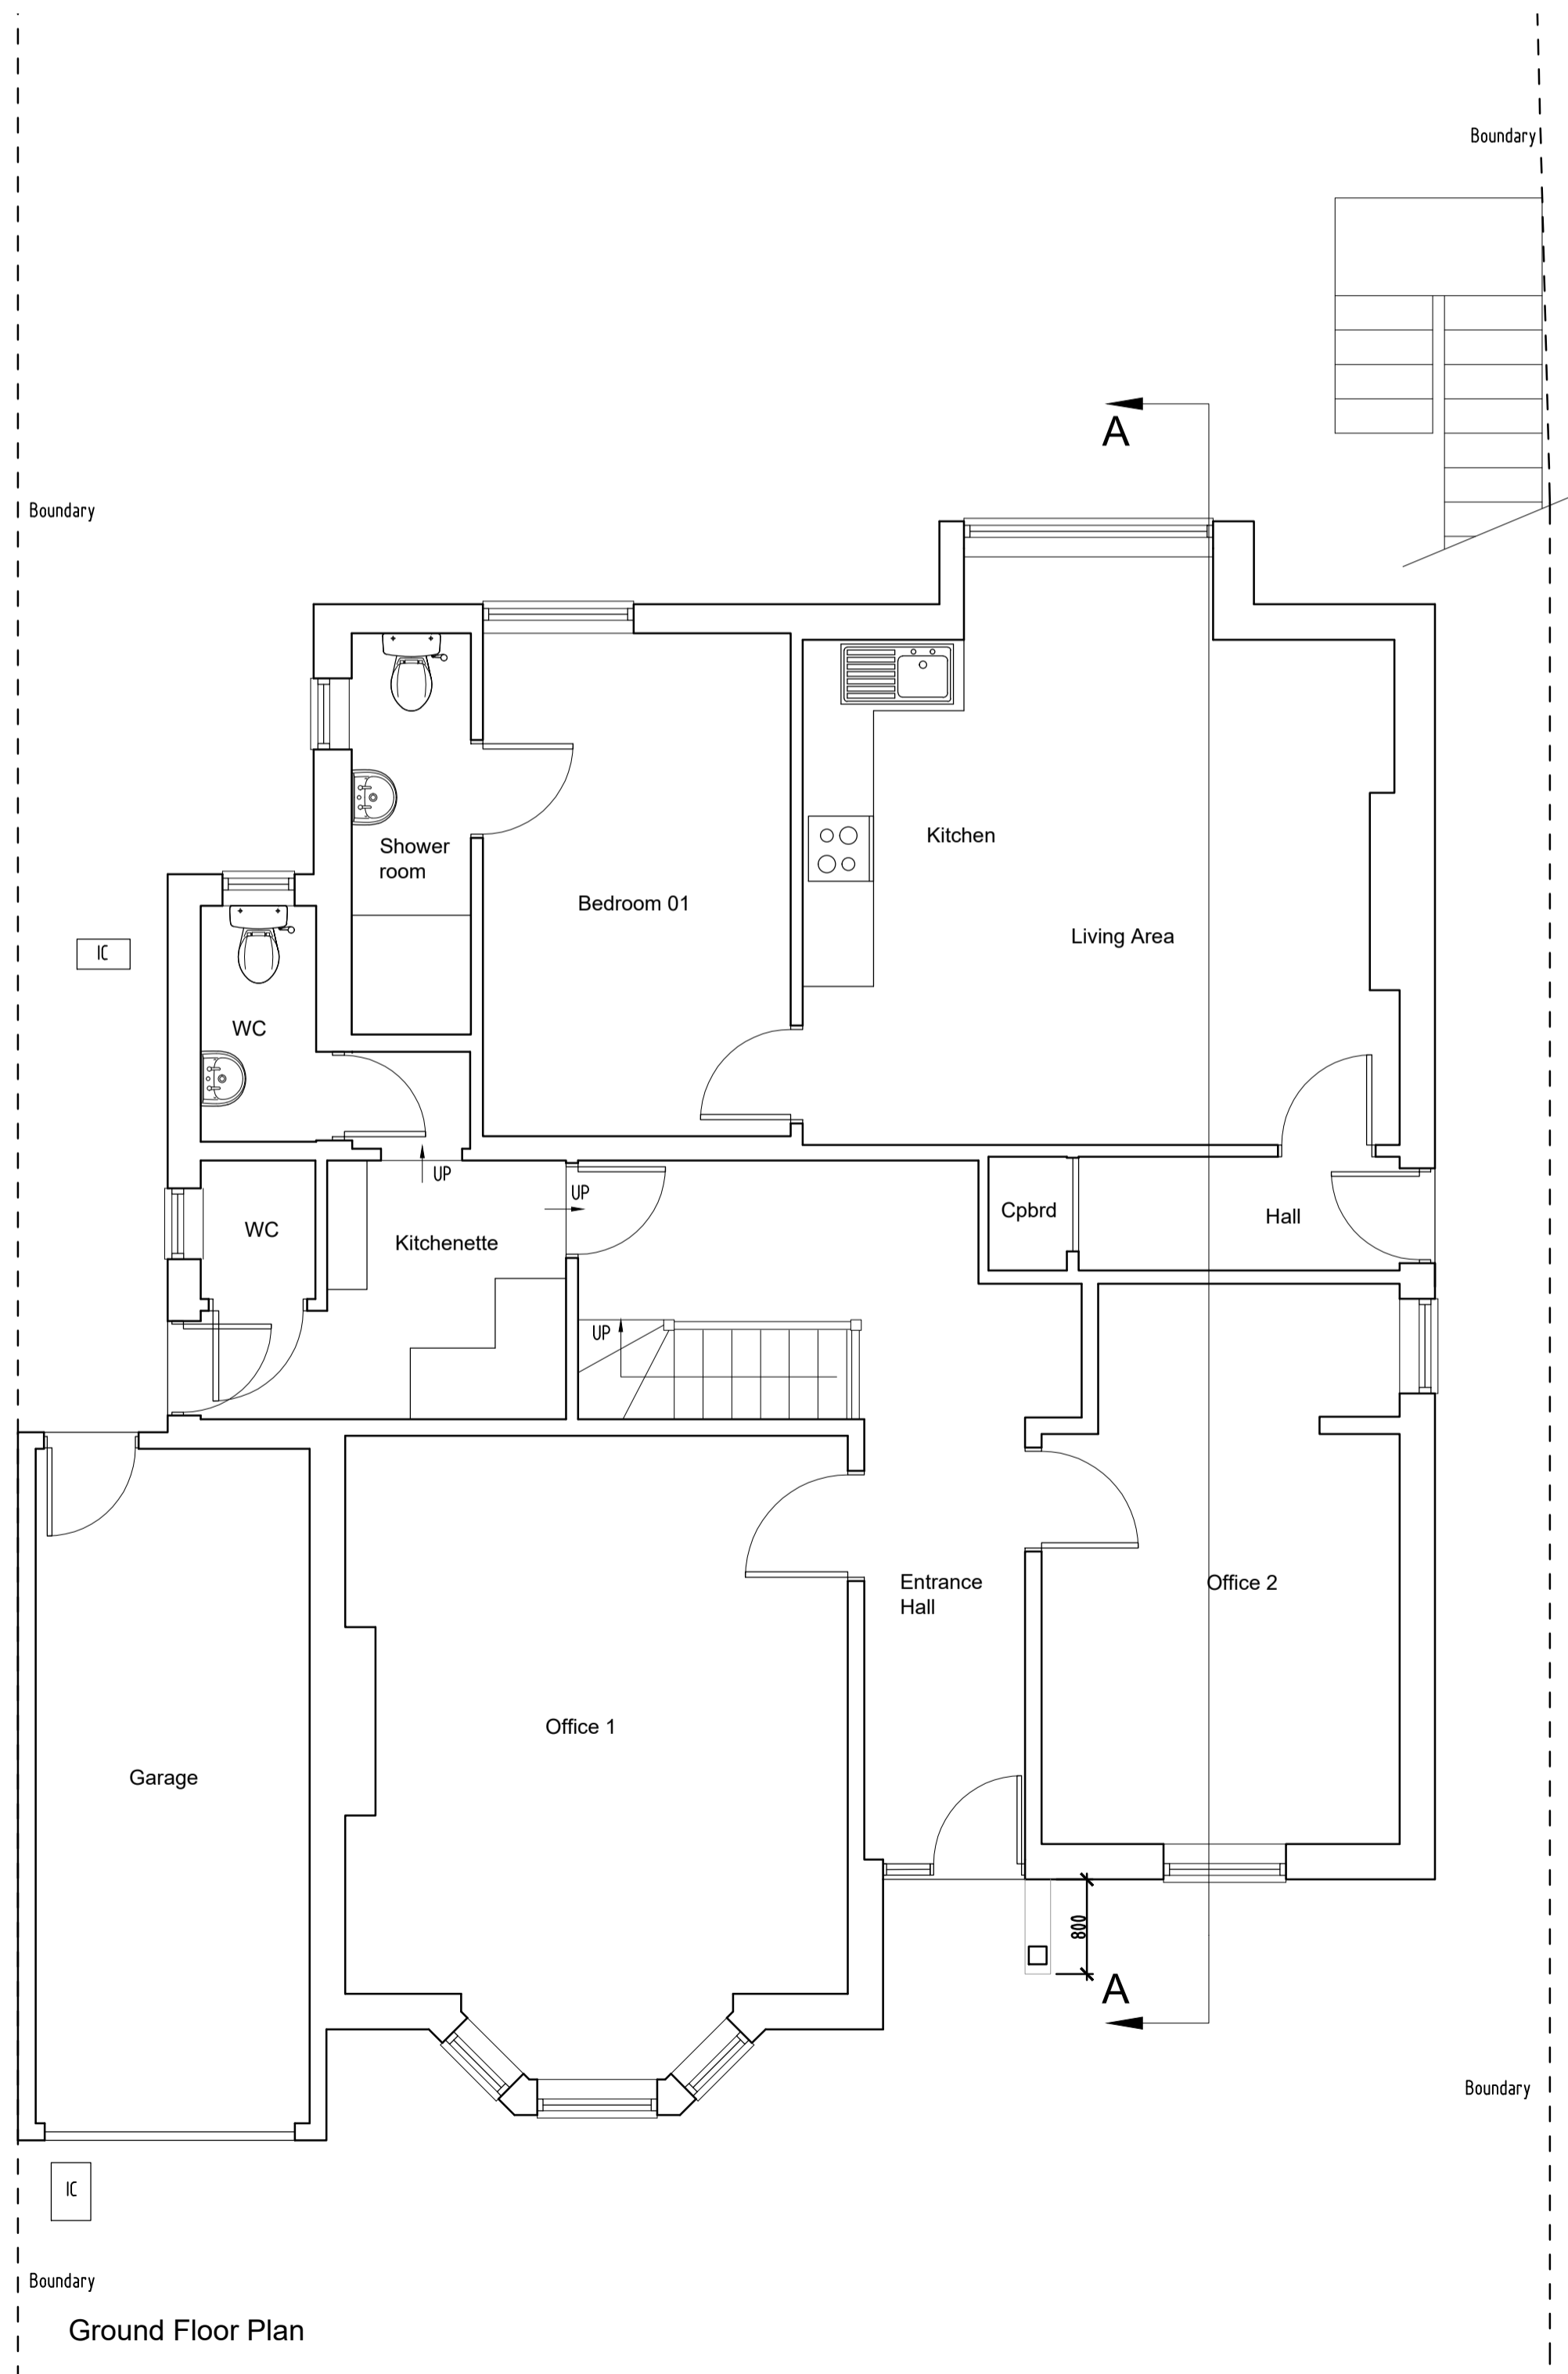 Boundary
A
Boundary
Shower
room
Kitchen
Bedroom 01
Living Area
IC
WC
UP
UP
Cpbrd
Hall
WC
Kitchenette
UP
Entrance
Hall
Office 2
Office 1
Garage
800
A
Boundary
IC
Boundary
Ground Floor Plan